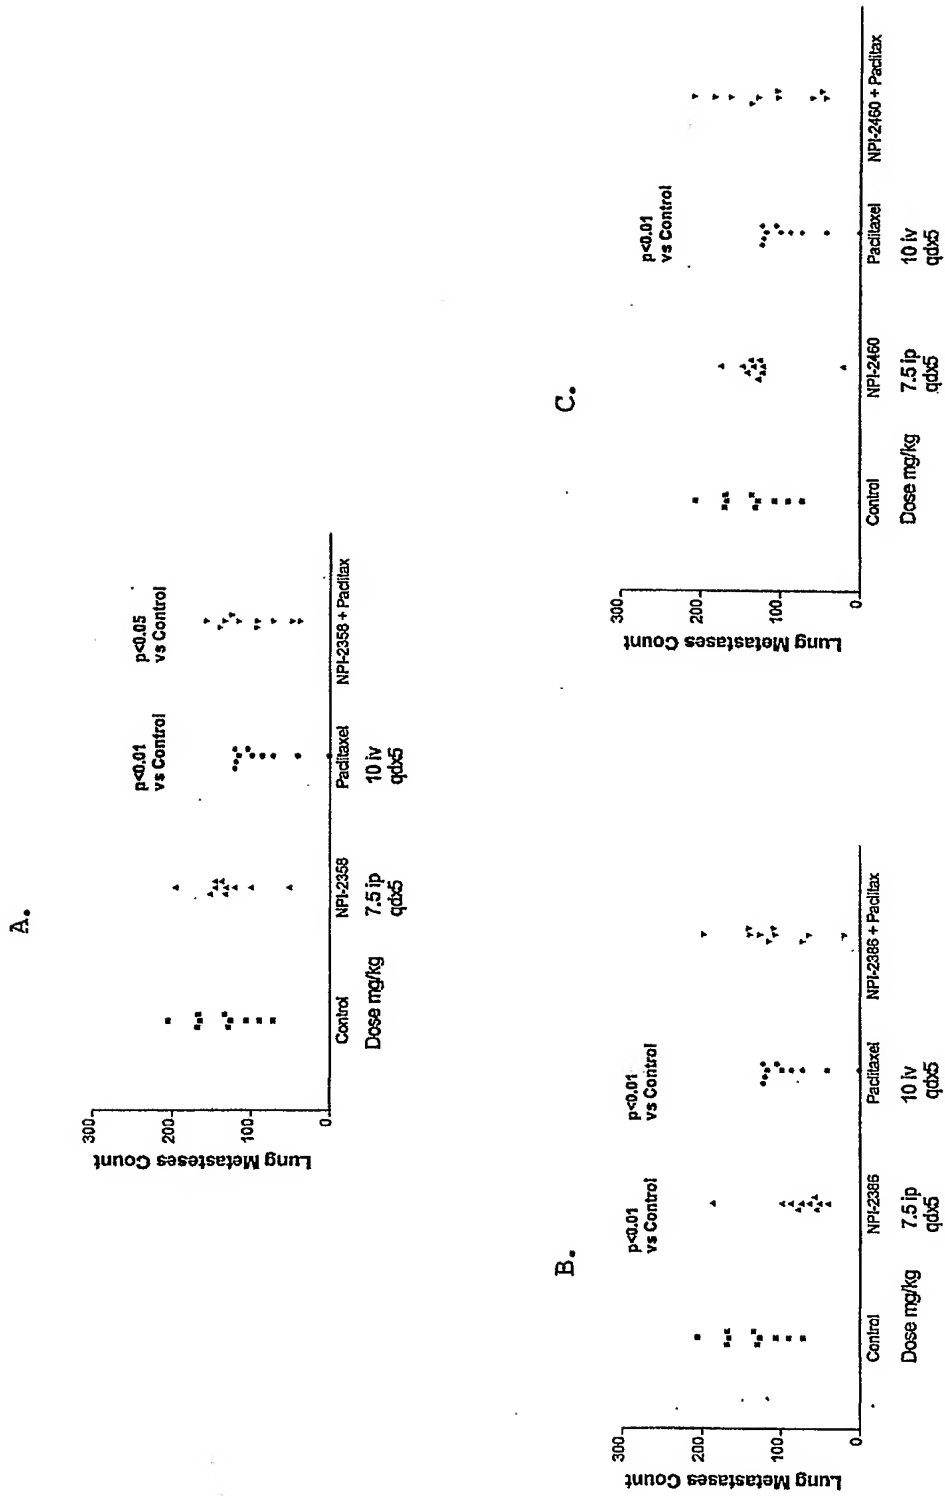 A.
Lung Metasteses Count
300
200
100
0
p<0.01
vs Control
p<0.05
vs Control
Control
NPI-2358
Paclitaxel
NPI-2358 + Paclitax
Dose mg/kg
7.5 ip
qdx5
10 iv
qdx5
B.
Lung Metastases Count
300
200
100
0
p<0.01
vs Control
p<0.01
vs Control
Control
NPI-2386
Paclitaxel
NPI-2386 + Paclitax
Dose mg/kg
7.5 ip
qdx5
10 iv
qdx5
C.
Lung Metastases Count
300
200
100
0
p<0.01
vs Control
Control
NPI-2460
Paclitaxel
NPI-2460 + Paclitax
Dose mg/kg
7.5 ip
qdx5
10 iv
qdx5